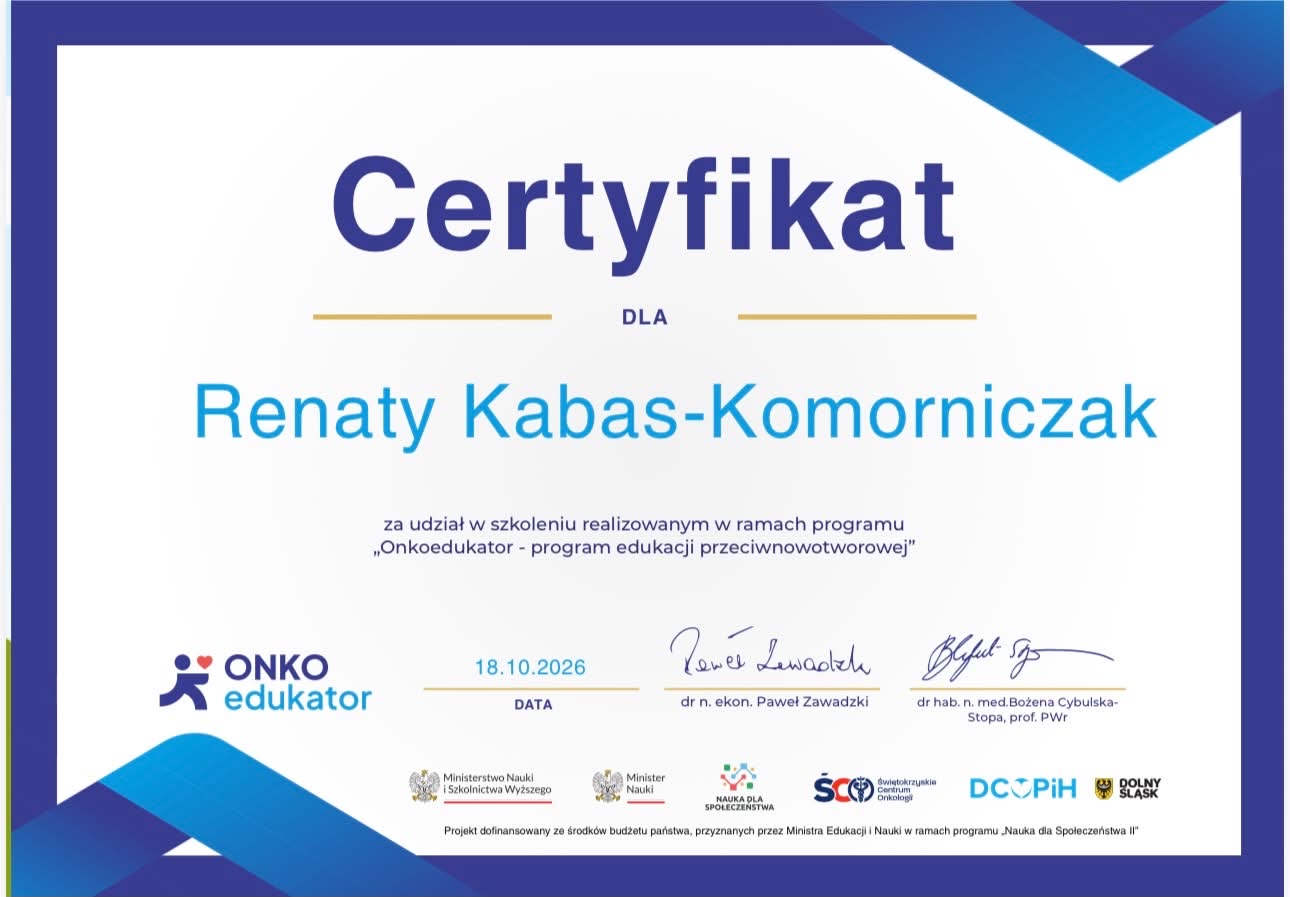 Certyfikat
DLA
Renaty Kabas-Komorniczak
za udział w szkoleniu realizowanym w ramach programu
„Onkoedukator - program edukacji przeciwnowotworowej”
ONKO
edukator
18.10.2026
DATA
Paweł Zawadzki
dr n. ekon. Paweł Zawadzki
dr hab. n. med.Bożena Cybulska-
Stopa, prof. PWr
Ministerstwo Nauki
i Szkolnictwa Wyższego
Minister
Nauki
NAUKA DLA
SPOŁECZEŃSTWA
ŚCO
Świętokrzyskie
Centrum
Onkologii
DCOPiH
DOLNY
ŚLĄSK
Projekt dofinansowany ze środków budżetu państwa, przyznanych przez Ministra Edukacji i Nauki w ramach programu „Nauka dla Społeczeństwa II”